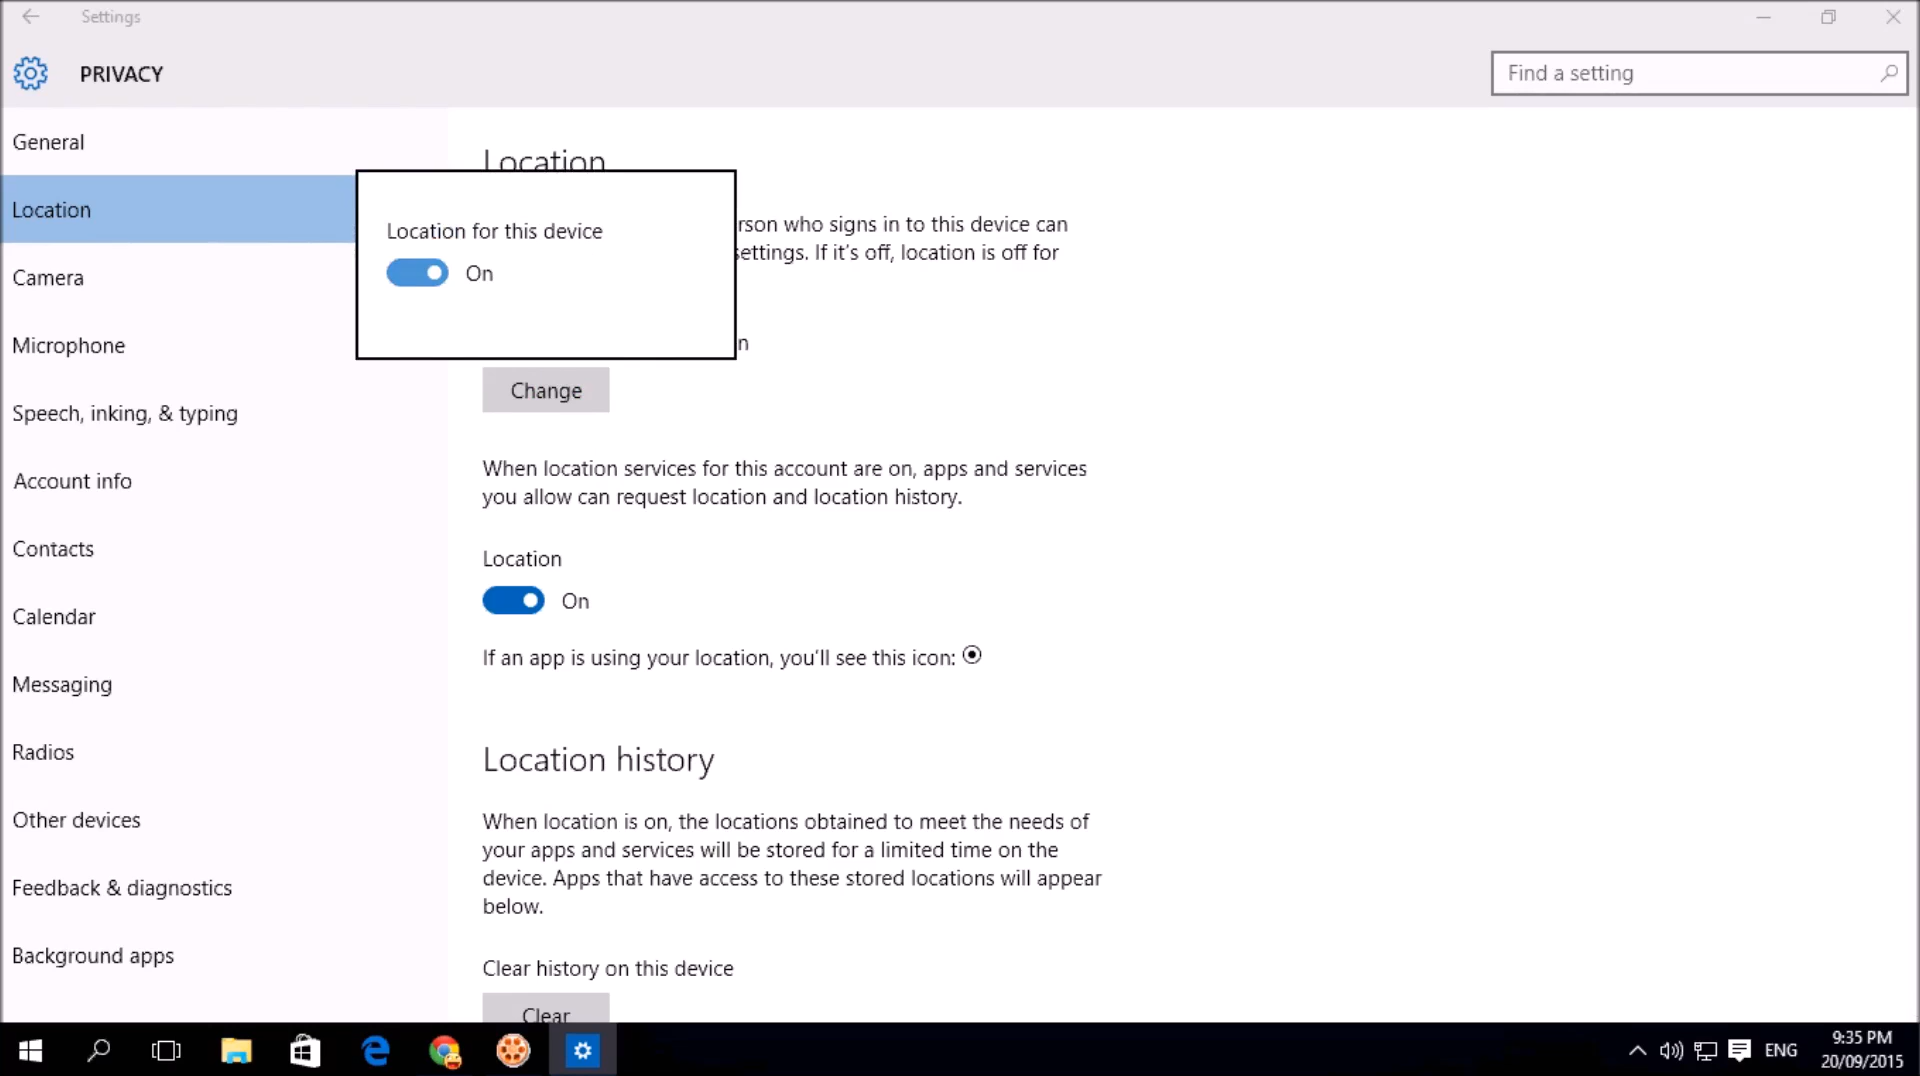 Settings
PRIVACY
Find a setting
General
Location
Camera
Microphone
Speech, inking, & typing
Account info
Contacts
Calendar
Messaging
Radios
Other devices
Feedback & diagnostics
Background apps
Location
Location for this device
On
rson who signs in to this device can
settings. If it's off, location is off for
n
Change
When location services for this account are on, apps and services
you allow can request location and location history.
Location
On
If an app is using your location, you'll see this icon:
Location history
When location is on, the locations obtained to meet the needs of
your apps and services will be stored for a limited time on the
device. Apps that have access to these stored locations will appear
below.
Clear history on this device
Clear
ENG
9:35 PM
20/09/2015